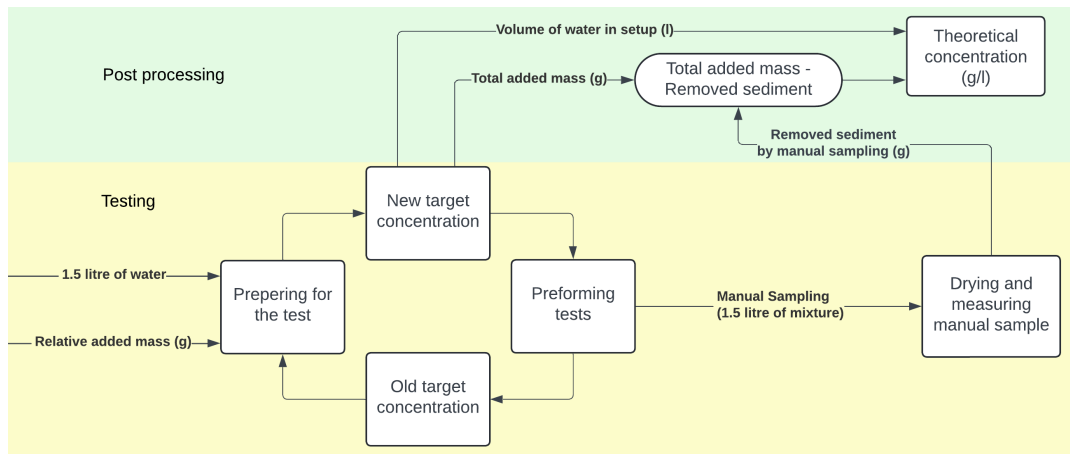 Volume of water in setup (l)
Theoretical
concentration
(g/l)
Post processing
Total added mass (g)
Total added mass -
Removed sediment
Removed sediment
by manual sampling (g)
Testing
New target
concentration
1.5 litre of water
Prepering for
the test
Relative added mass (g)
Preforming
tests
Manual Sampling
(1.5 litre of mixture)
Drying and
measuring
manual sample
Old target
concentration